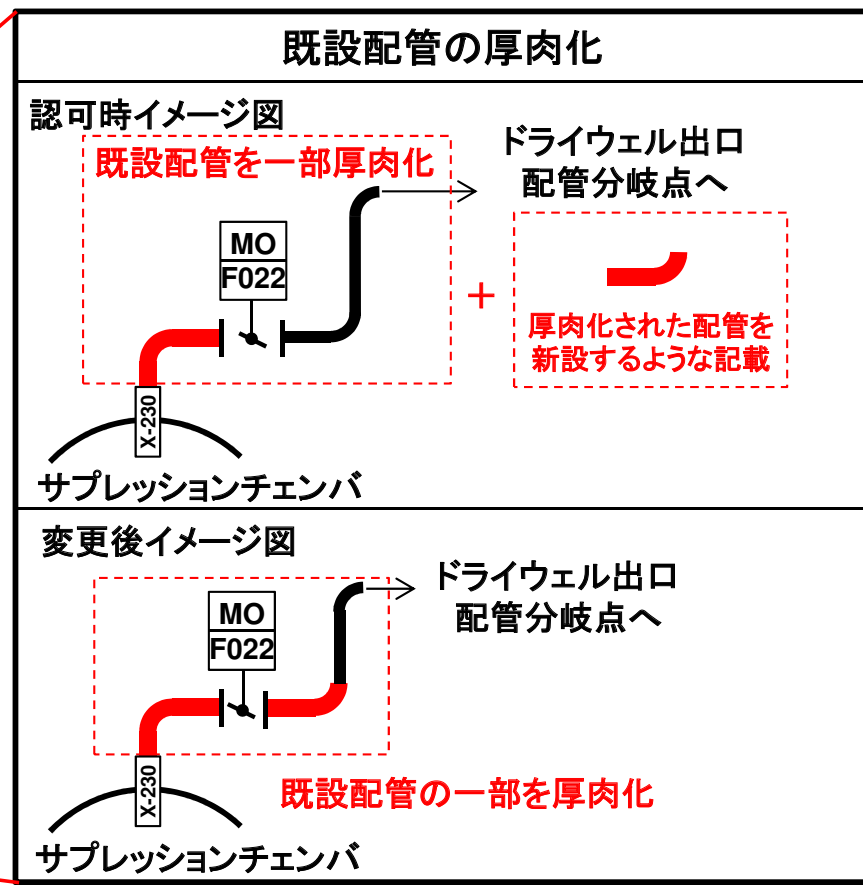 既設配管の厚肉化
認可時イメージ図
既設配管を一部厚肉化
ドライウェル出口
配管分岐点へ
MO
F022
+
厚肉化された配管を
新設するような記載
X-230
サプレッションチェンバ
変更後イメージ図
ドライウェル出口
配管分岐点へ
MO
F022
X-230
既設配管の一部を厚肉化
サプレッションチェンバ